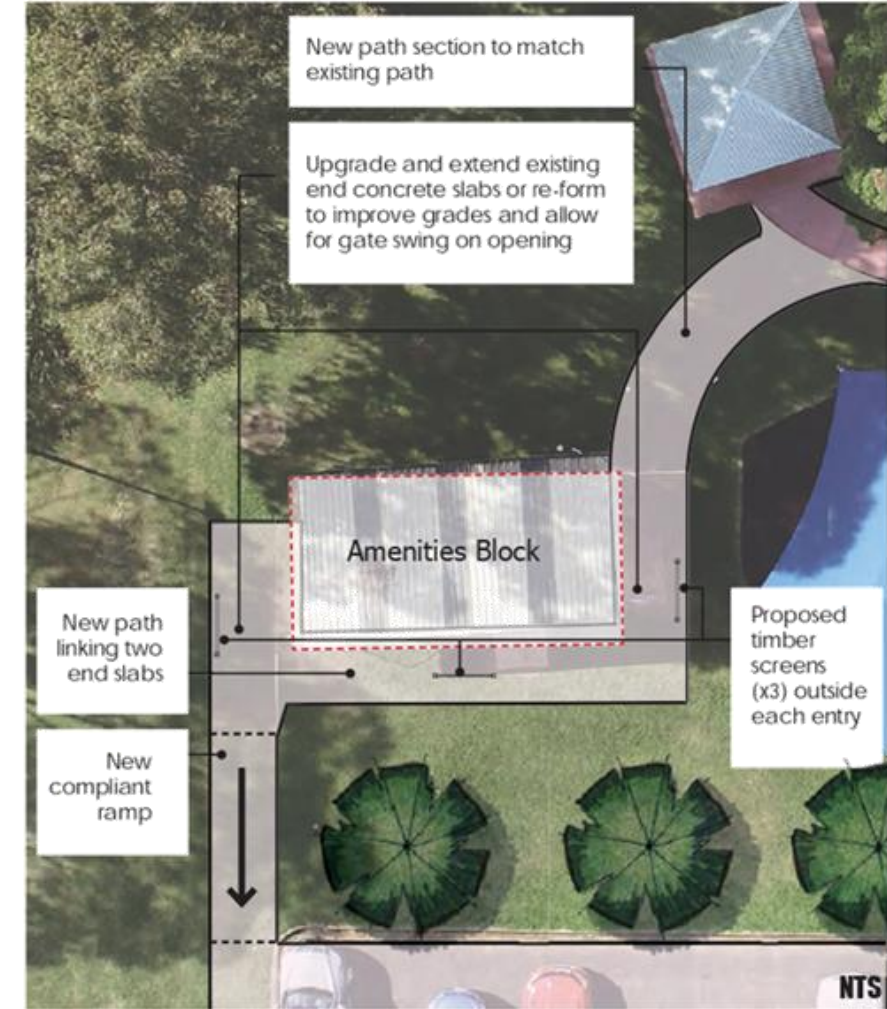 New path section to match
existing path
Upgrade and extend existing
end concrete slabs or re-form
to improve grades and allow
for gate swing on opening
Amenities Block
New path
linking two
end slabs
Proposed
timber
screens
(x3) outside
each entry
New
compliant
ramp
NTS